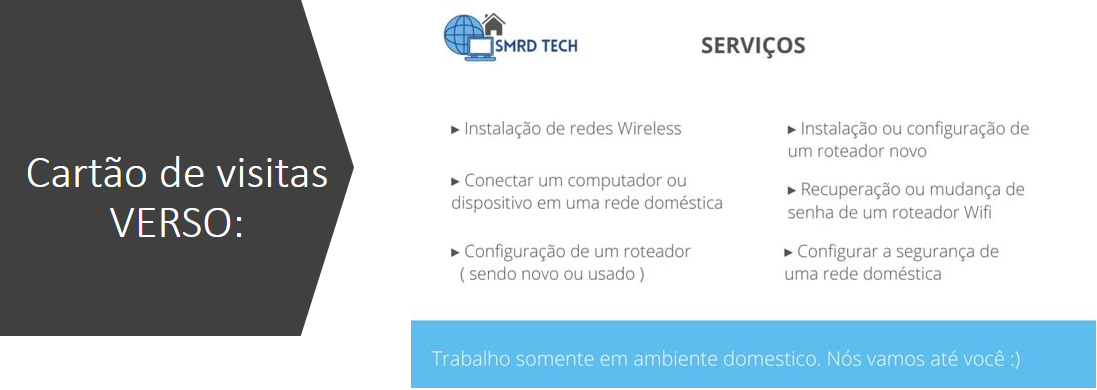 Cartão de visitas
VERSO:
SMRD TECH
SERVIÇOS
▸ Instalação de redes Wireless
▸ Conectar um computador ou
dispositivo em uma rede doméstica
▸ Configuração de um roteador
( sendo novo ou usado )
▸ Instalação ou configuração de
um roteador novo
▸ Recuperação ou mudança de
senha de um roteador Wifi
▸ Configurar a segurança de
uma rede doméstica
Trabalho somente em ambiente domestico. Nós vamos até você :)